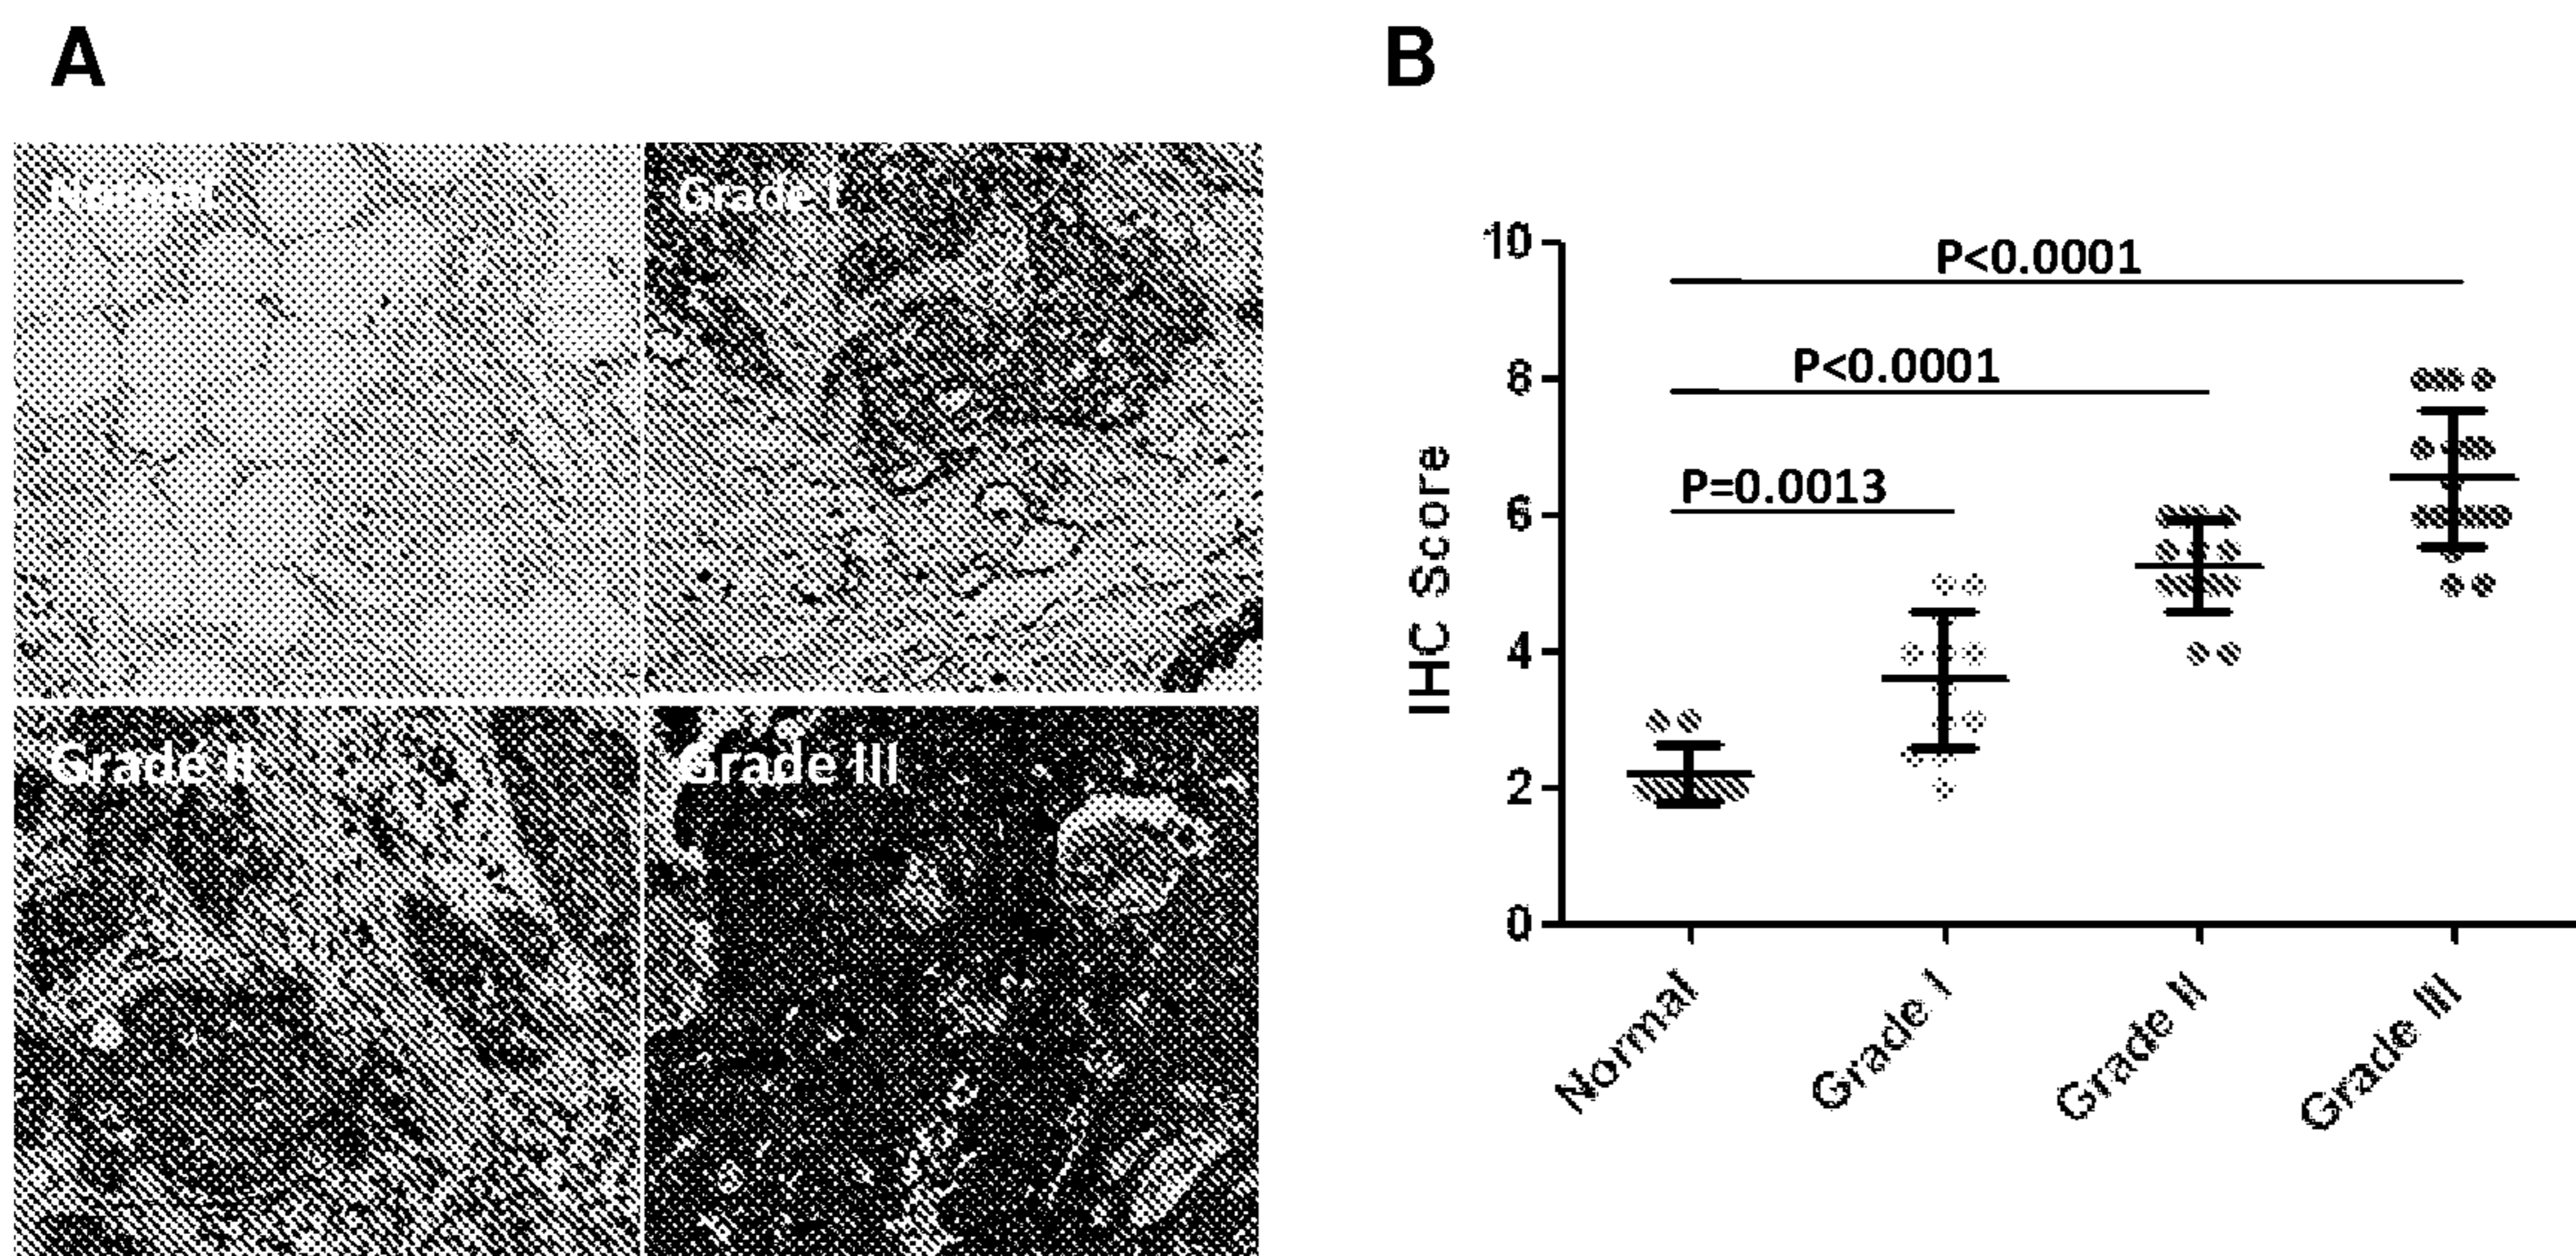 A
B
Normal
Grade I
Grade II
Grade III
10
8
6
4
2
0
IHC Score
P<0.0001
P<0.0001
P=0.0013
Normal
Grade I
Grade II
Grade III